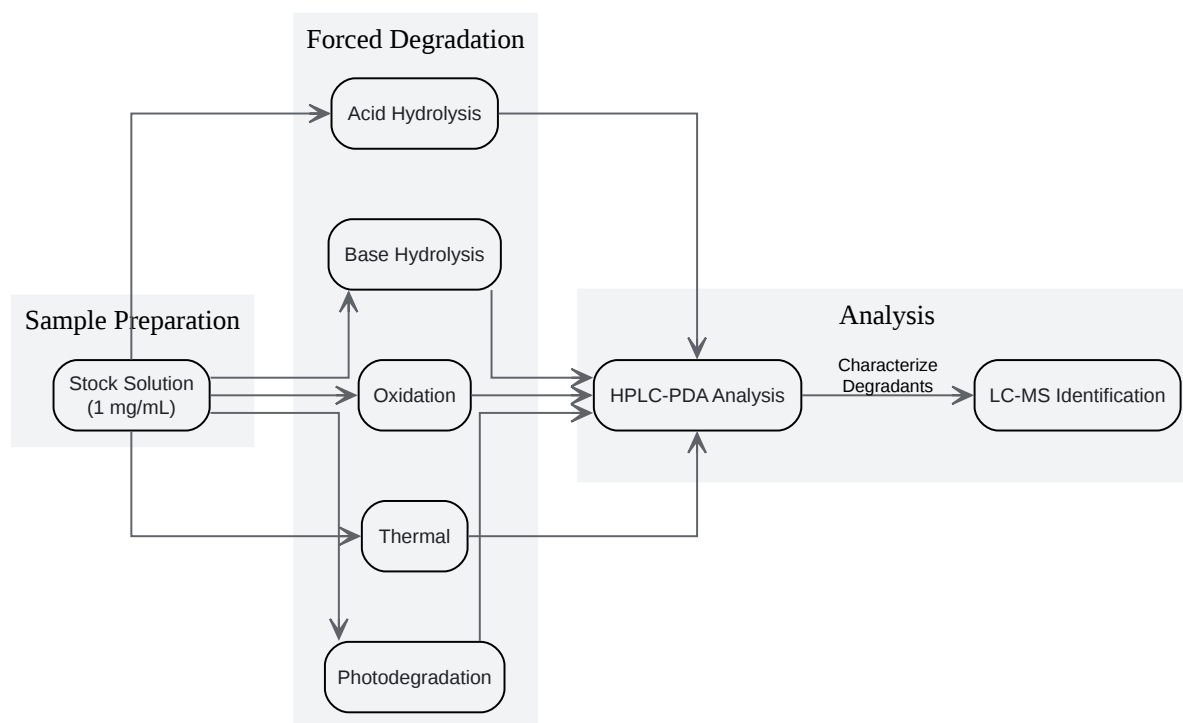 Forced Degradation
Acid Hydrolysis
Base Hydrolysis
Sample Preparation
Stock Solution
(1 mg/mL)
Oxidation
Thermal
Photodegradation
Analysis
HPLC-PDA Analysis
Characterize
Degradants
LC-MS Identification